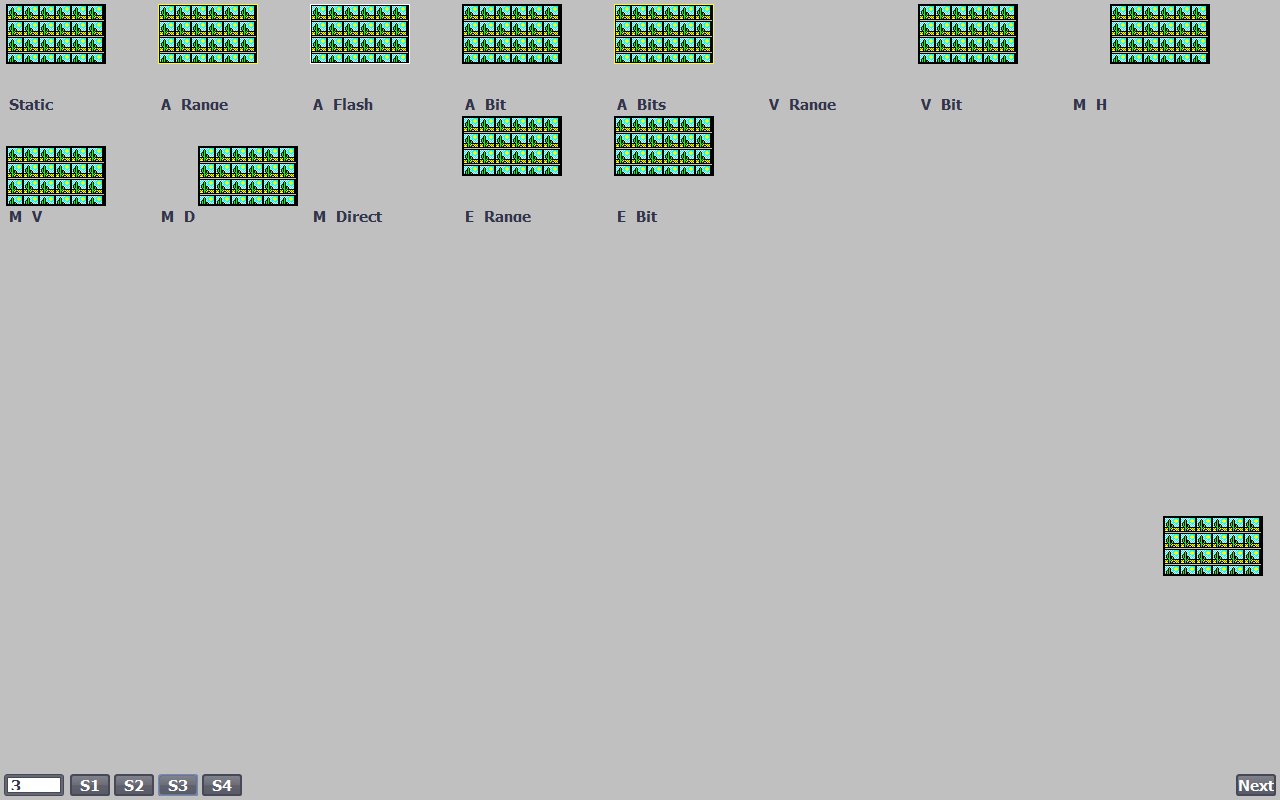 Static A Range A Flash A Bit A Bits V Range V Bit M H
M V M D M Direct E Range E Bit
3 S1 S2 S3 S4 Next